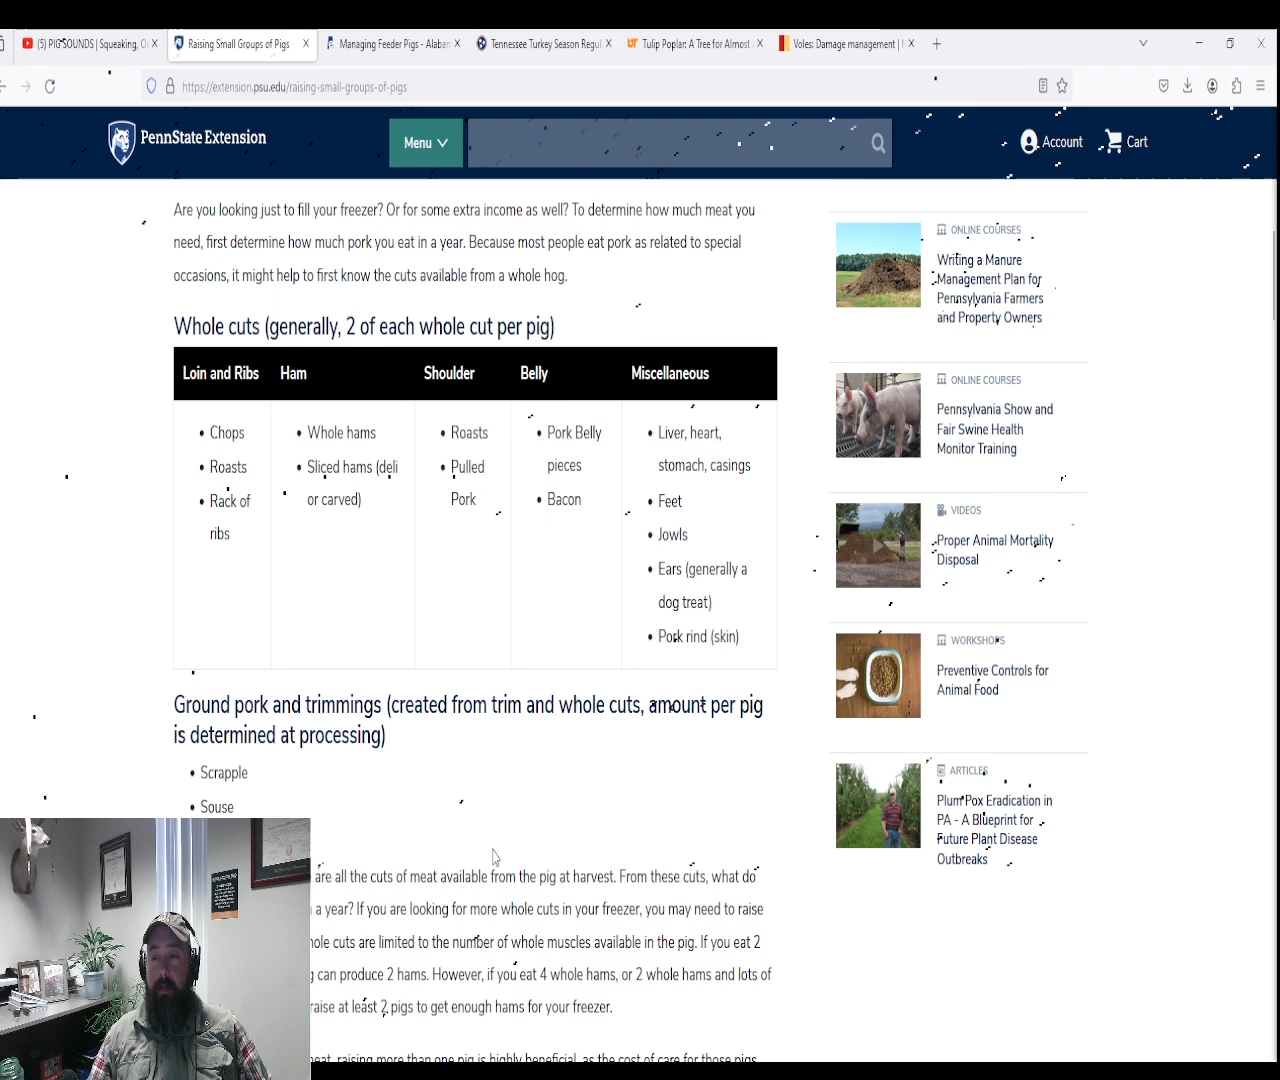 (5) PIG SOUNDS | Squeaking, O
Raising Small Groups of Pigs
Managing Feeder Pigs - Alabam
Tennessee Turkey Season Regul
Tulip Poplar: A Tree for Almost
Voles: Damage management |
https://extension.psu.edu/raising-small-groups-of-pigs
PennState Extension
Menu
Account
Cart
Are you looking just to fill your freezer? Or for some extra income as well? To determine how much meat you
need, first determine how much pork you eat in a year. Because most people eat pork as related to special
occasions, it might help to first know the cuts available from a whole hog.
Whole cuts (generally, 2 of each whole cut per pig)
Loin and Ribs Ham Shoulder Belly Miscellaneous
• Chops
• Roasts
• Rack of
ribs
• Whole hams
• Sliced hams (deli
or carved)
• Roasts
• Pulled
Pork
• Pork Belly
pieces
• Bacon
• Liver, heart,
stomach, casings
• Feet
• Jowls
• Ears (generally a
dog treat)
• Pork rind (skin)
Ground pork and trimmings (created from trim and whole cuts, amount per pig
is determined at processing)
• Scrapple
• Souse
are all the cuts of meat available from the pig at harvest. From these cuts, what do
a year? If you are looking for more whole cuts in your freezer, you may need to raise
ole cuts are limited to the number of whole muscles available in the pig. If you eat 2
g can produce 2 hams. However, if you eat 4 whole hams, or 2 whole hams and lots of
raise at least 2 pigs to get enough hams for your freezer.
eat, raising more than one pig is highly beneficial, as the cost of care for those pigs
ONLINE COURSES
Writing a Manure
Management Plan for
Pennsylvania Farmers
and Property Owners
ONLINE COURSES
Pennsylvania Show and
Fair Swine Health
Monitor Training
VIDEOS
Proper Animal Mortality
Disposal
WORKSHOPS
Preventive Controls for
Animal Food
ARTICLES
Plum Pox Eradication in
PA - A Blueprint for
Future Plant Disease
Outbreaks